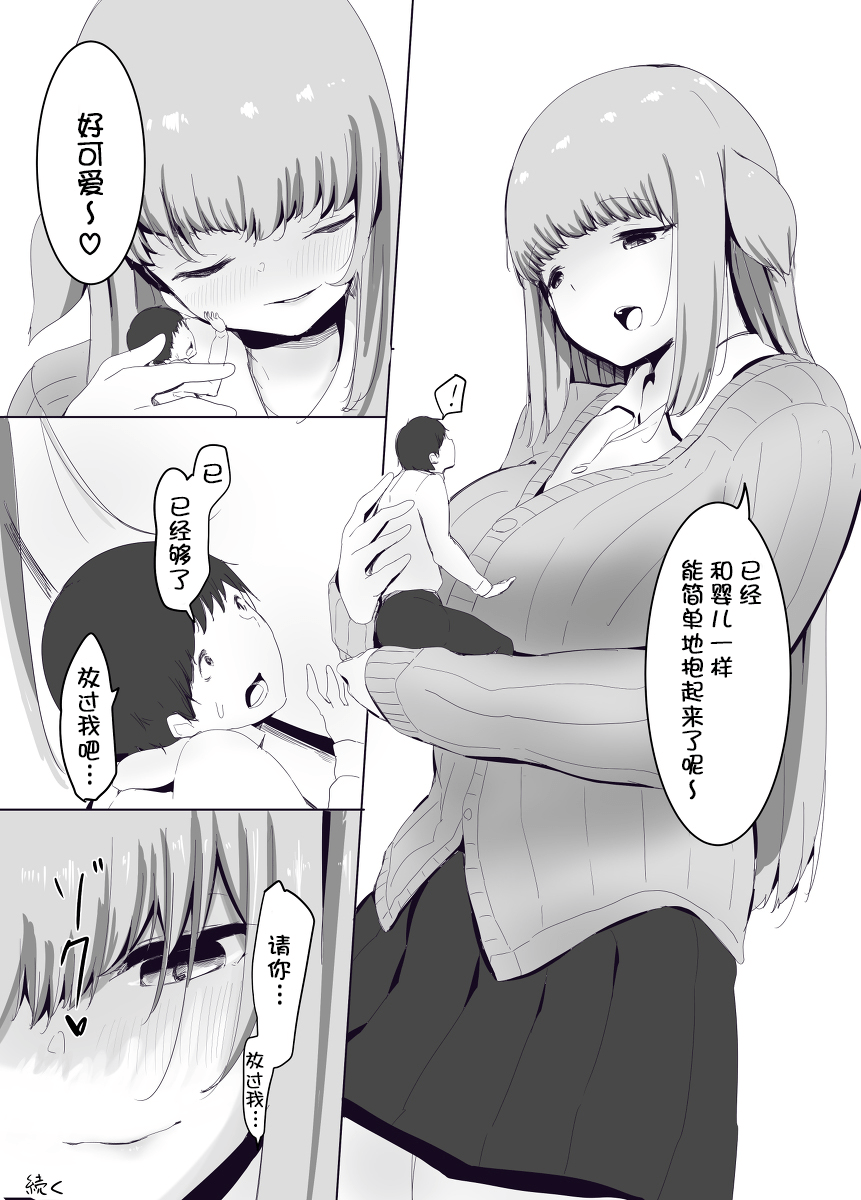 ！
已经
和婴儿一样
能简单地抱起来了呢～
好可爱～♡
已
已经够了
放过我吧…
ゾクッ♡
请你…
放过我…
続く